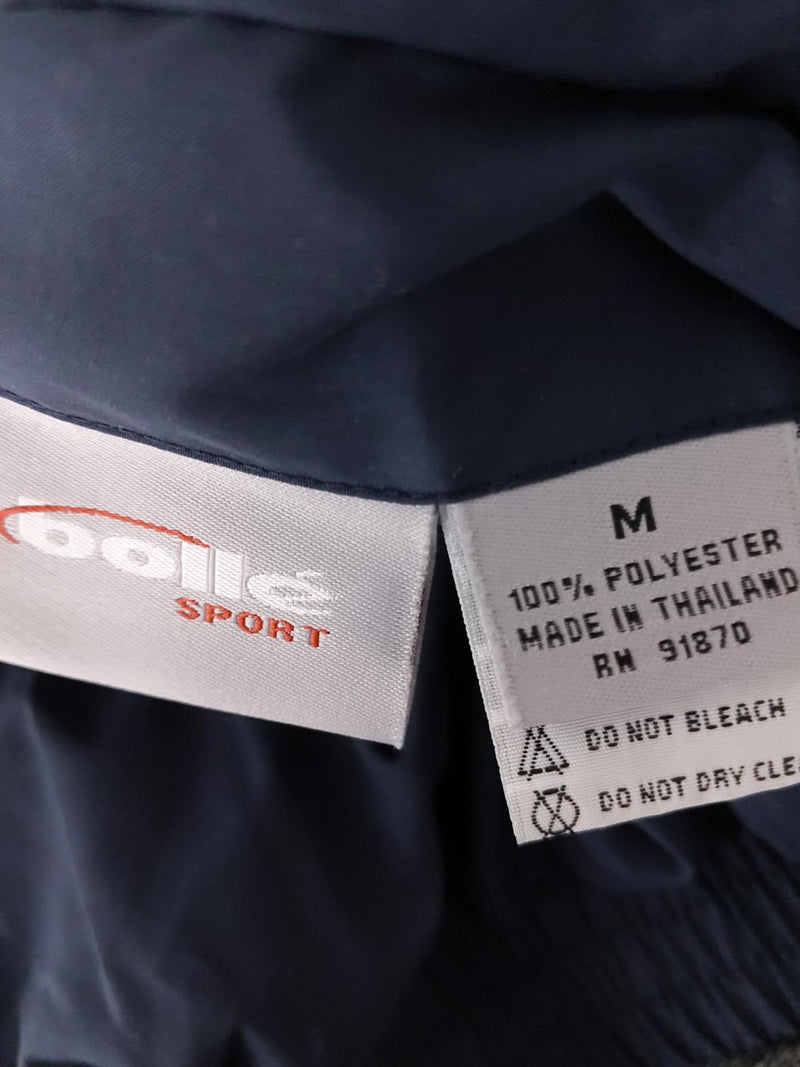 bollé
SPORT
M
100% POLYESTER
MADE IN THAILAND
RN 91870
DO NOT BLEACH
DO NOT DRY CLEA